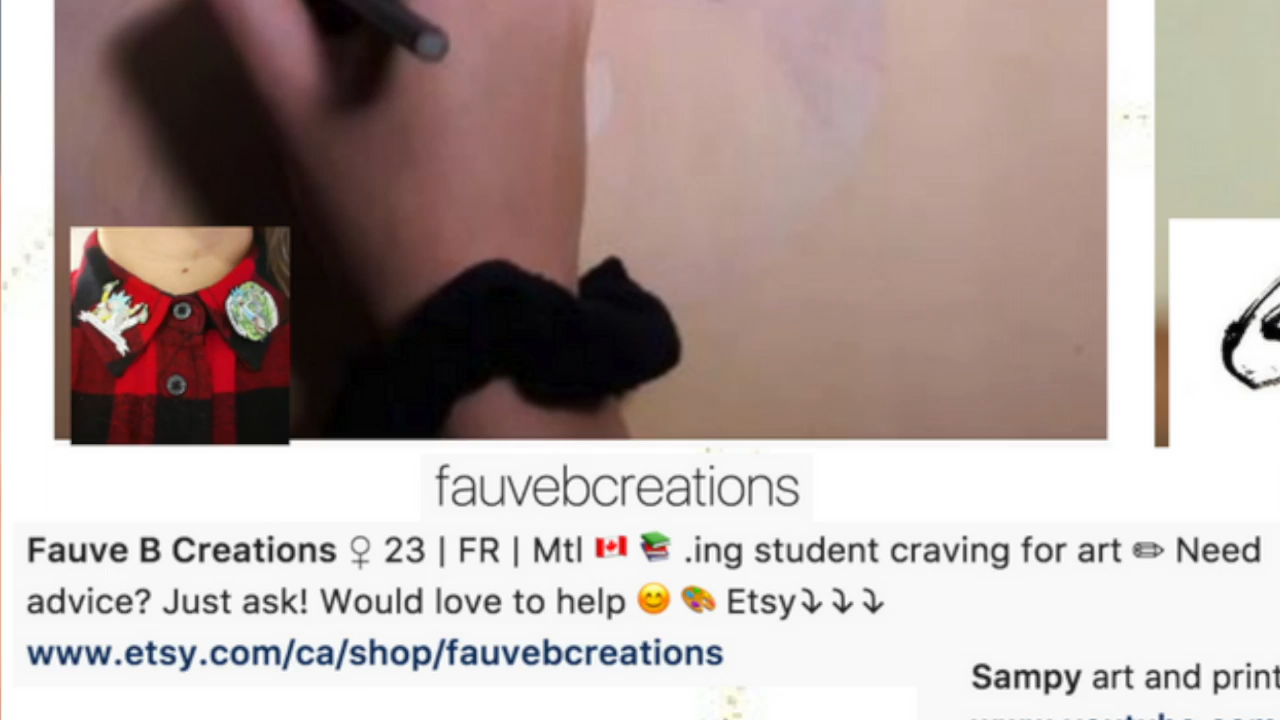 fauvebcreations
Fauve B Creations ♀ 23 | FR | Mtl 🇨🇦 📚 .ing student craving for art ✏ Need
advice? Just ask! Would love to help 😊 🎨 Etsy⤵⤵⤵
www.etsy.com/ca/shop/fauvebcreations
Sampy art and print